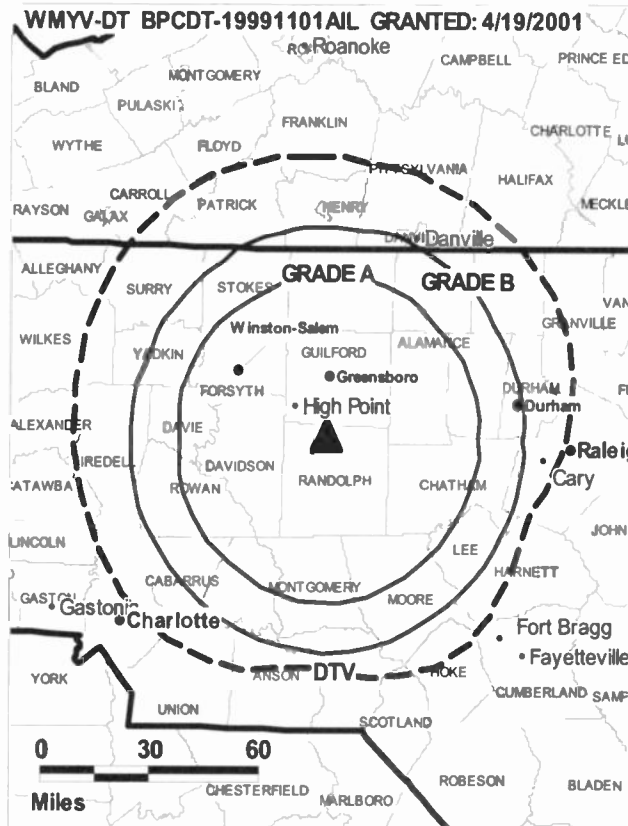 WMYV-DT BPCDT-19991101AIL GRANTED: 4/19/2001
Roanoke
CAMPBELL
PRINCE ED
MONTGOMERY
BLAND
PULASKI
FRANKLIN
CHARLOTTE
WYTHE
FLOYD
PITTSYLVANIA
HALIFAX
CARROLL
PATRICK
HENRY
MECKLE
RAYSON
GALAX
Danville
ALLEGHANY
GRADE A
GRADE B
SURRY
STOKES
VAN
GRANVILLE
Winston-Salem
WILKES
ALAMANCE
YADKIN
GUILFORD
Greensboro
FORSYTH
DURHAM
Durham
High Point
ALEXANDER
DAVIE
IREDELL
Raleig
DAVIDSON
Cary
CATAWBA
ROWAN
RANDOLPH
CHATHAM
JOHN
LINCOLN
LEE
HARNETT
CABARRUS
MONTGOMERY
GASTON
Gastonia
MOORE
Charlotte
Fort Bragg
Fayetteville
DTV
YORK
ANSON
HOKE
CUMBERLAND
SAMP
UNION
SCOTLAND
0 30 60
ROBESON
BLADEN
CHESTERFIELD
Miles
MARLBORO